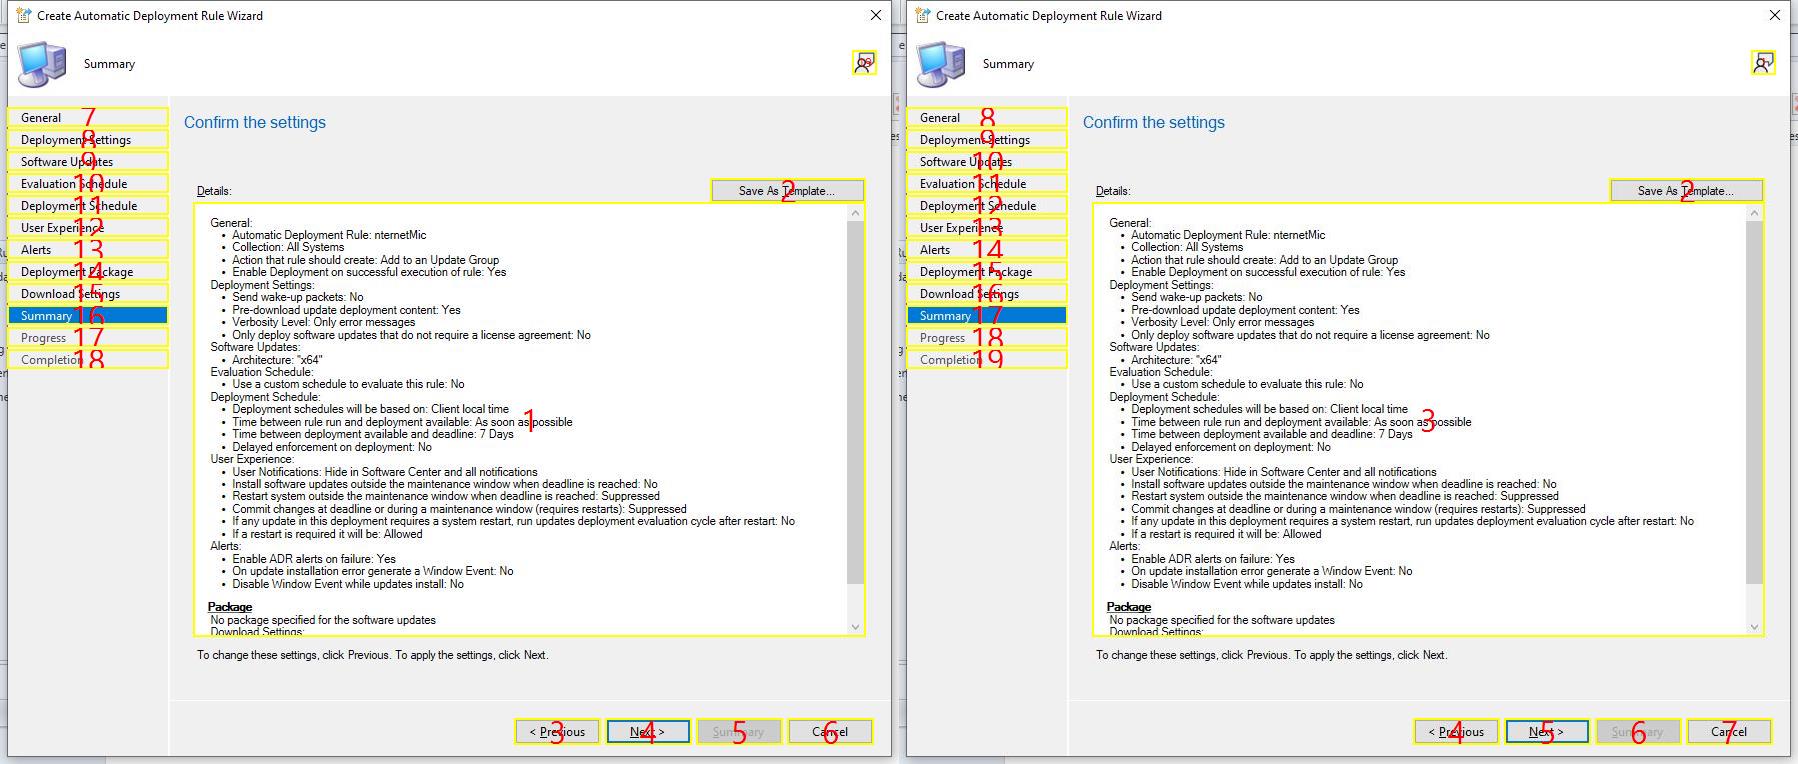 Create Automatic Deployment Rule Wizard
Summary
General 7
Deployment Settings 8
Software Updates 9
Evaluation Schedule 10
Deployment Schedule 11
User Experience 12
Alerts 13
Deployment Package 14
Download Settings 15
Summary 16
Progress 17
Completion 18
Confirm the settings
Details:
Save As Template... 2
General:
• Automatic Deployment Rule: nternetMic
• Collection: All Systems
• Action that rule should create: Add to an Update Group
• Enable Deployment on successful execution of rule: Yes
Deployment Settings:
• Send wake-up packets: No
• Pre-download update deployment content: Yes
• Verbosity Level: Only error messages
• Only deploy software updates that do not require a license agreement: No
Software Updates:
• Architecture: "x64"
Evaluation Schedule:
• Use a custom schedule to evaluate this rule: No
Deployment Schedule:
• Deployment schedules will be based on: Client local time
• Time between rule run and deployment available: As soon as possible
1
• Time between deployment available and deadline: 7 Days
• Delayed enforcement on deployment: No
User Experience:
• User Notifications: Hide in Software Center and all notifications
• Install software updates outside the maintenance window when deadline is reached: No
• Restart system outside the maintenance window when deadline is reached: Suppressed
• Commit changes at deadline or during a maintenance window (requires restarts): Suppressed
• If any update in this deployment requires a system restart, run updates deployment evaluation cycle after restart: No
• If a restart is required it will be: Allowed
Alerts:
• Enable ADR alerts on failure: Yes
• On update installation error generate a Window Event: No
• Disable Window Event while updates install: No
Package
No package specified for the software updates
Download Settings:
To change these settings, click Previous. To apply the settings, click Next.
< Previous 3
Next > 4
Summary 5
Cancel 6
Create Automatic Deployment Rule Wizard
Summary
General 8
Deployment Settings 9
Software Updates 10
Evaluation Schedule 11
Deployment Schedule 12
User Experience 13
Alerts 14
Deployment Package 15
Download Settings 16
Summary 17
Progress 18
Completion 19
Confirm the settings
Details:
Save As Template... 2
General:
• Automatic Deployment Rule: nternetMic
• Collection: All Systems
• Action that rule should create: Add to an Update Group
• Enable Deployment on successful execution of rule: Yes
Deployment Settings:
• Send wake-up packets: No
• Pre-download update deployment content: Yes
• Verbosity Level: Only error messages
• Only deploy software updates that do not require a license agreement: No
Software Updates:
• Architecture: "x64"
Evaluation Schedule:
• Use a custom schedule to evaluate this rule: No
Deployment Schedule:
• Deployment schedules will be based on: Client local time
• Time between rule run and deployment available: As soon as possible
3
• Time between deployment available and deadline: 7 Days
• Delayed enforcement on deployment: No
User Experience:
• User Notifications: Hide in Software Center and all notifications
• Install software updates outside the maintenance window when deadline is reached: No
• Restart system outside the maintenance window when deadline is reached: Suppressed
• Commit changes at deadline or during a maintenance window (requires restarts): Suppressed
• If any update in this deployment requires a system restart, run updates deployment evaluation cycle after restart: No
• If a restart is required it will be: Allowed
Alerts:
• Enable ADR alerts on failure: Yes
• On update installation error generate a Window Event: No
• Disable Window Event while updates install: No
Package
No package specified for the software updates
Download Settings:
To change these settings, click Previous. To apply the settings, click Next.
< Previous 4
Next > 5
Summary 6
Cancel 7